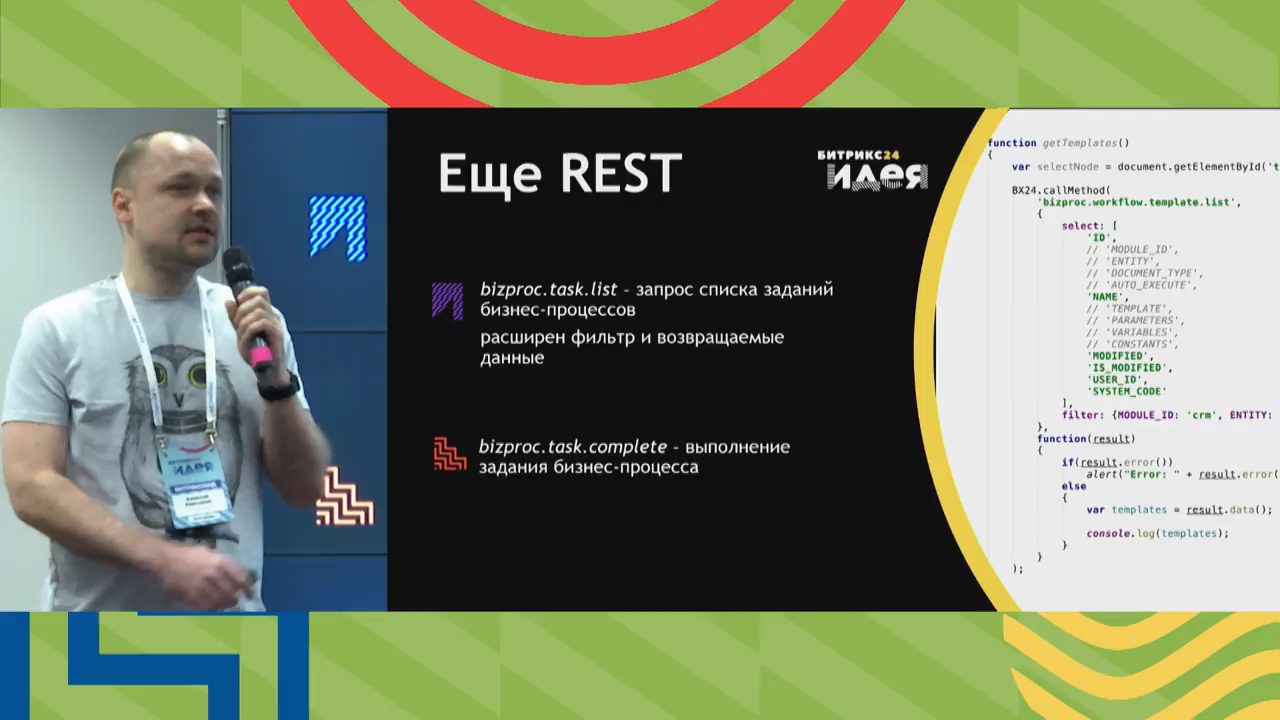 Еще REST
БИТРИКС24
идея
bizproc.task.list - запрос списка заданий
бизнес-процессов
расширен фильтр и возвращаемые
данные
bizproc.task.complete - выполнение
задания бизнес-процесса
function getTemplates()
{
var selectNode = document.getElementById('t
BX24.callMethod(
'bizproc.workflow.template.list',
{
select: [
'ID',
// 'MODULE_ID',
// 'ENTITY',
// 'DOCUMENT_TYPE',
// 'AUTO_EXECUTE',
'NAME',
// 'TEMPLATE',
// 'PARAMETERS',
// 'VARIABLES',
// 'CONSTANTS',
'MODIFIED',
'IS_MODIFIED',
'USER_ID',
'SYSTEM_CODE'
],
filter: {MODULE_ID: 'crm', ENTITY:
},
function(result)
{
if(result.error())
alert("Error: " + result.error(
else
{
var templates = result.data();
console.log(templates);
}
}
);
идея